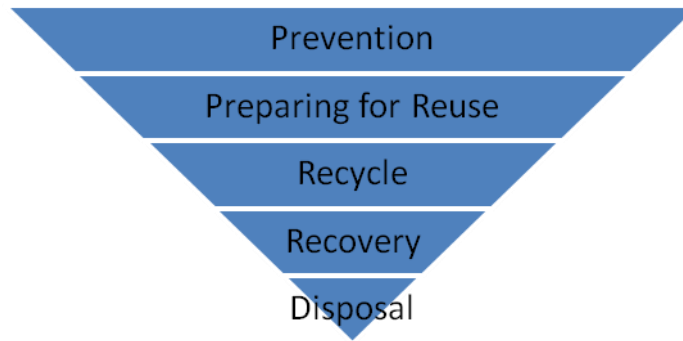 Prevention
Preparing for Reuse
Recycle
Recovery
Disposal